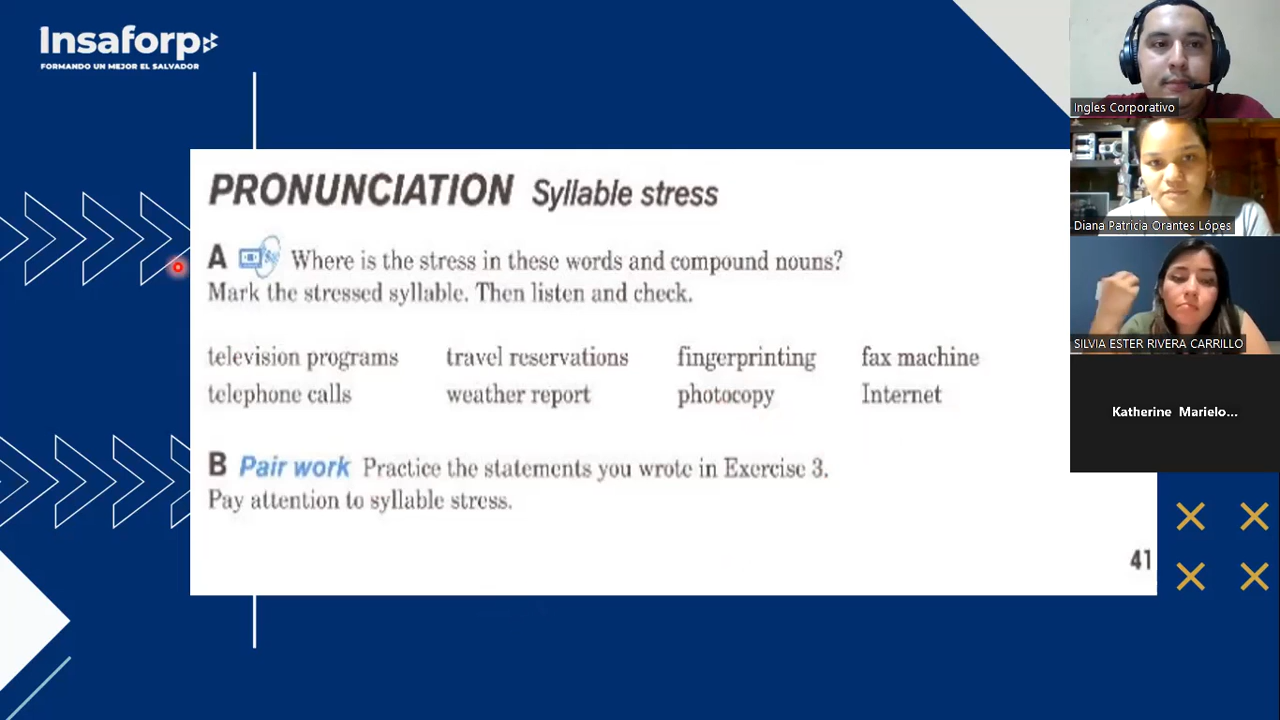 Insaforp
FORMANDO UN MEJOR EL SALVADOR
PRONUNCIATION Syllable stress
A Where is the stress in these words and compound nouns?
Mark the stressed syllable. Then listen and check.
television programs travel reservations fingerprinting fax machine
telephone calls weather report photocopy Internet
B Pair work Practice the statements you wrote in Exercise 3.
Pay attention to syllable stress.
41
Ingles Corporativo
Diana Patricia Orantes Lópes
SILVIA ESTER RIVERA CARRILLO
Katherine Marielo...